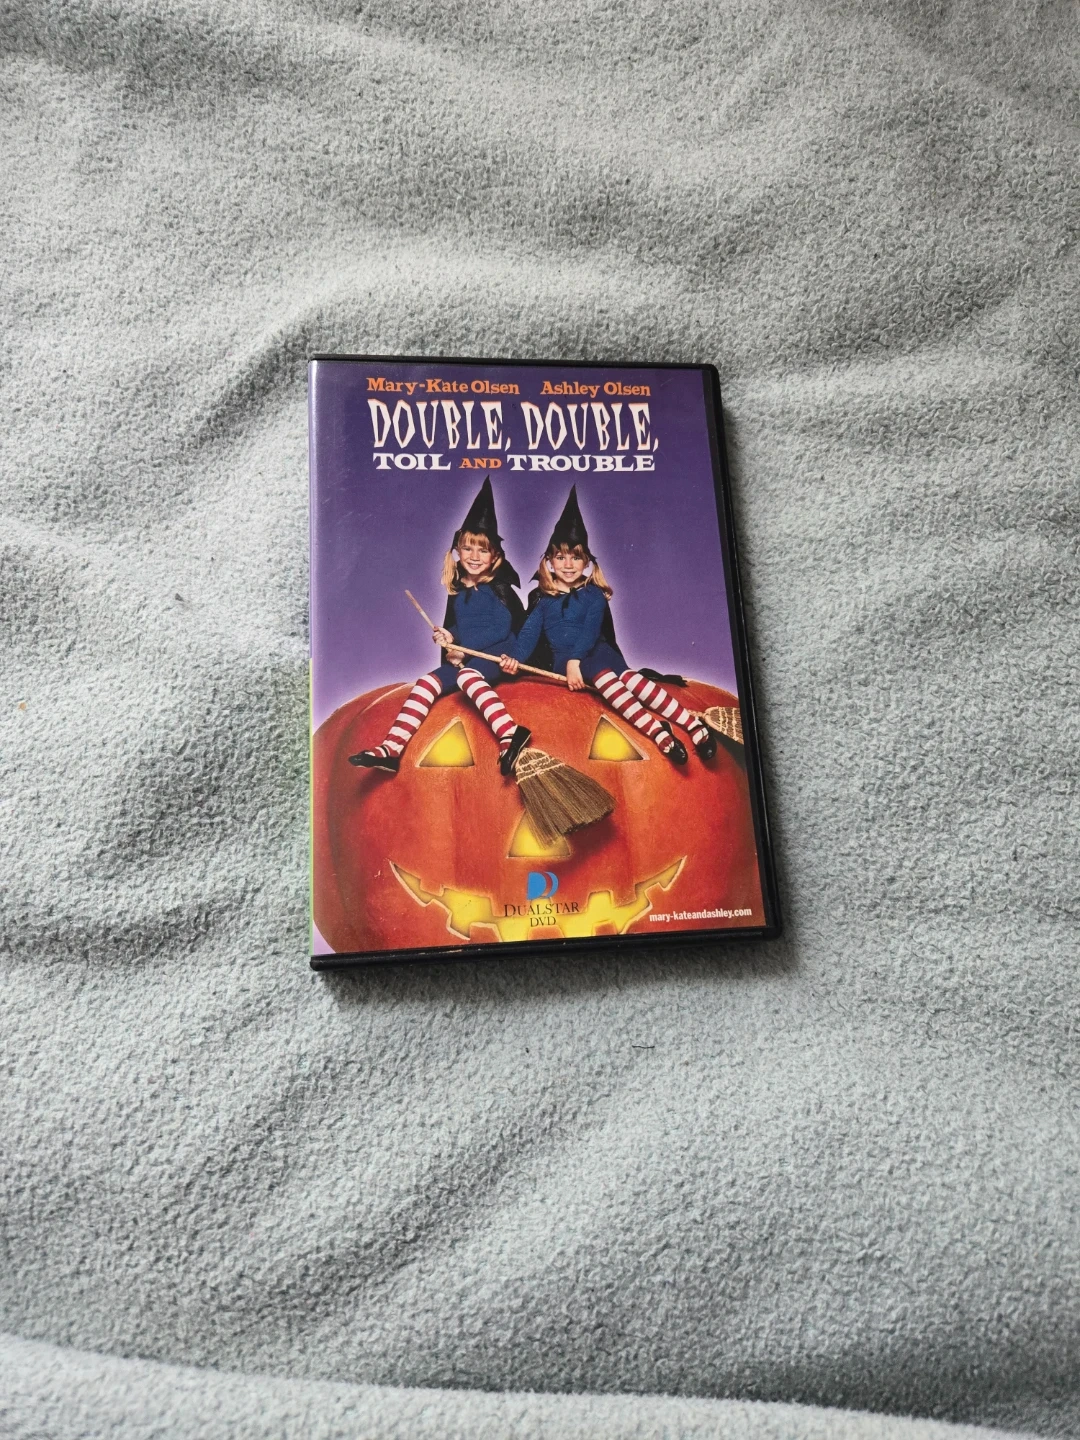 Mary-Kate Olsen Ashley Olsen
DOUBLE, DOUBLE,
TOIL AND TROUBLE
DUALSTAR
DVD
mary-kateandashley.com